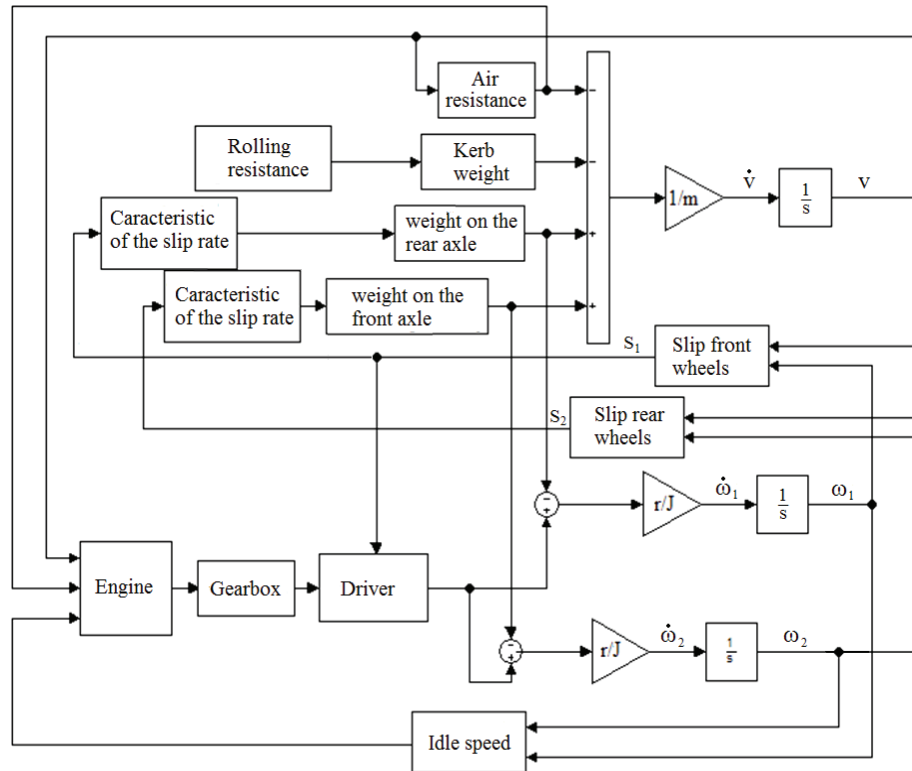 Air
resistance
Rolling
resistance
Kerb
weight
1/m
v̇
1/s
v
Caracteristic
of the slip rate
weight on the
rear axle
Caracteristic
of the slip rate
weight on the
front axle
S₁
Slip front
wheels
S₂
Slip rear
wheels
r/J
ω̇₁
1/s
ω₁
Engine
Gearbox
Driver
r/J
ω̇₂
1/s
ω₂
Idle speed